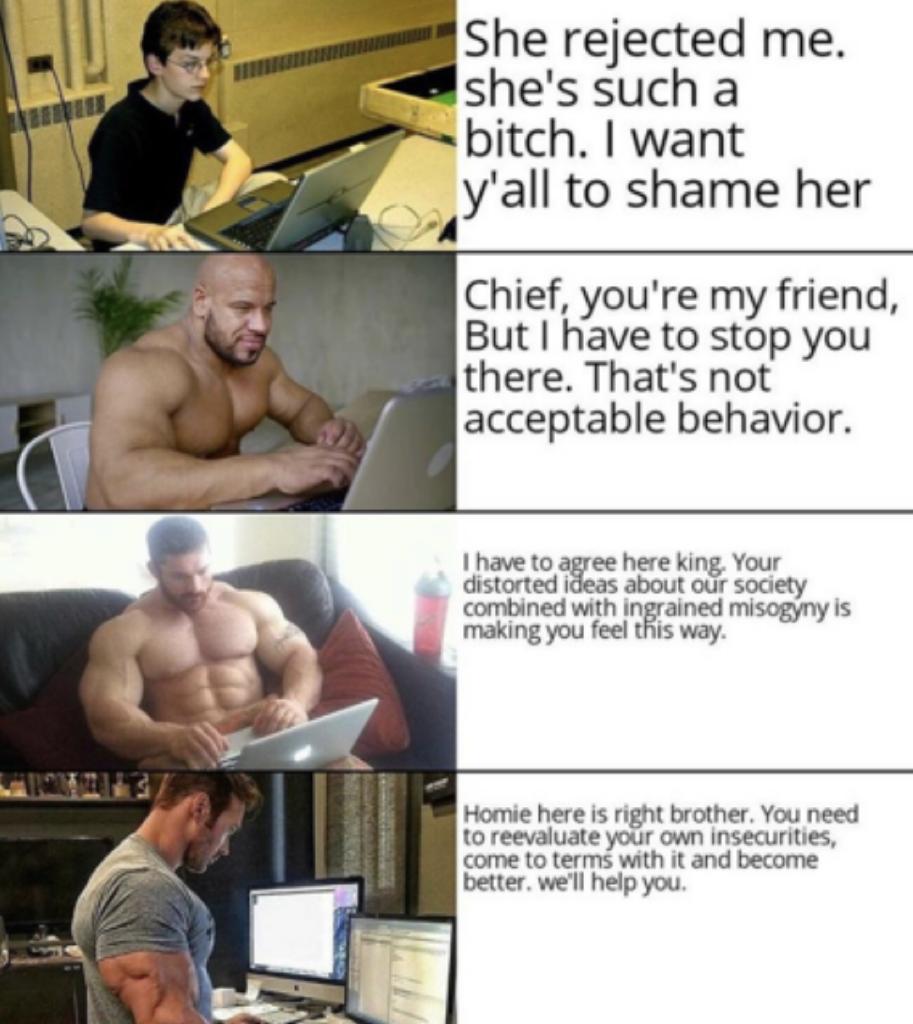 She rejected me.
she's such a
bitch. I want
y'all to shame her
Chief, you're my friend,
But I have to stop you
there. That's not
acceptable behavior.
I have to agree here king. Your
distorted ideas about our society
combined with ingrained misogyny is
making you feel this way.
Homie here is right brother. You need
to reevaluate your own insecurities,
come to terms with it and become
better. we'll help you.